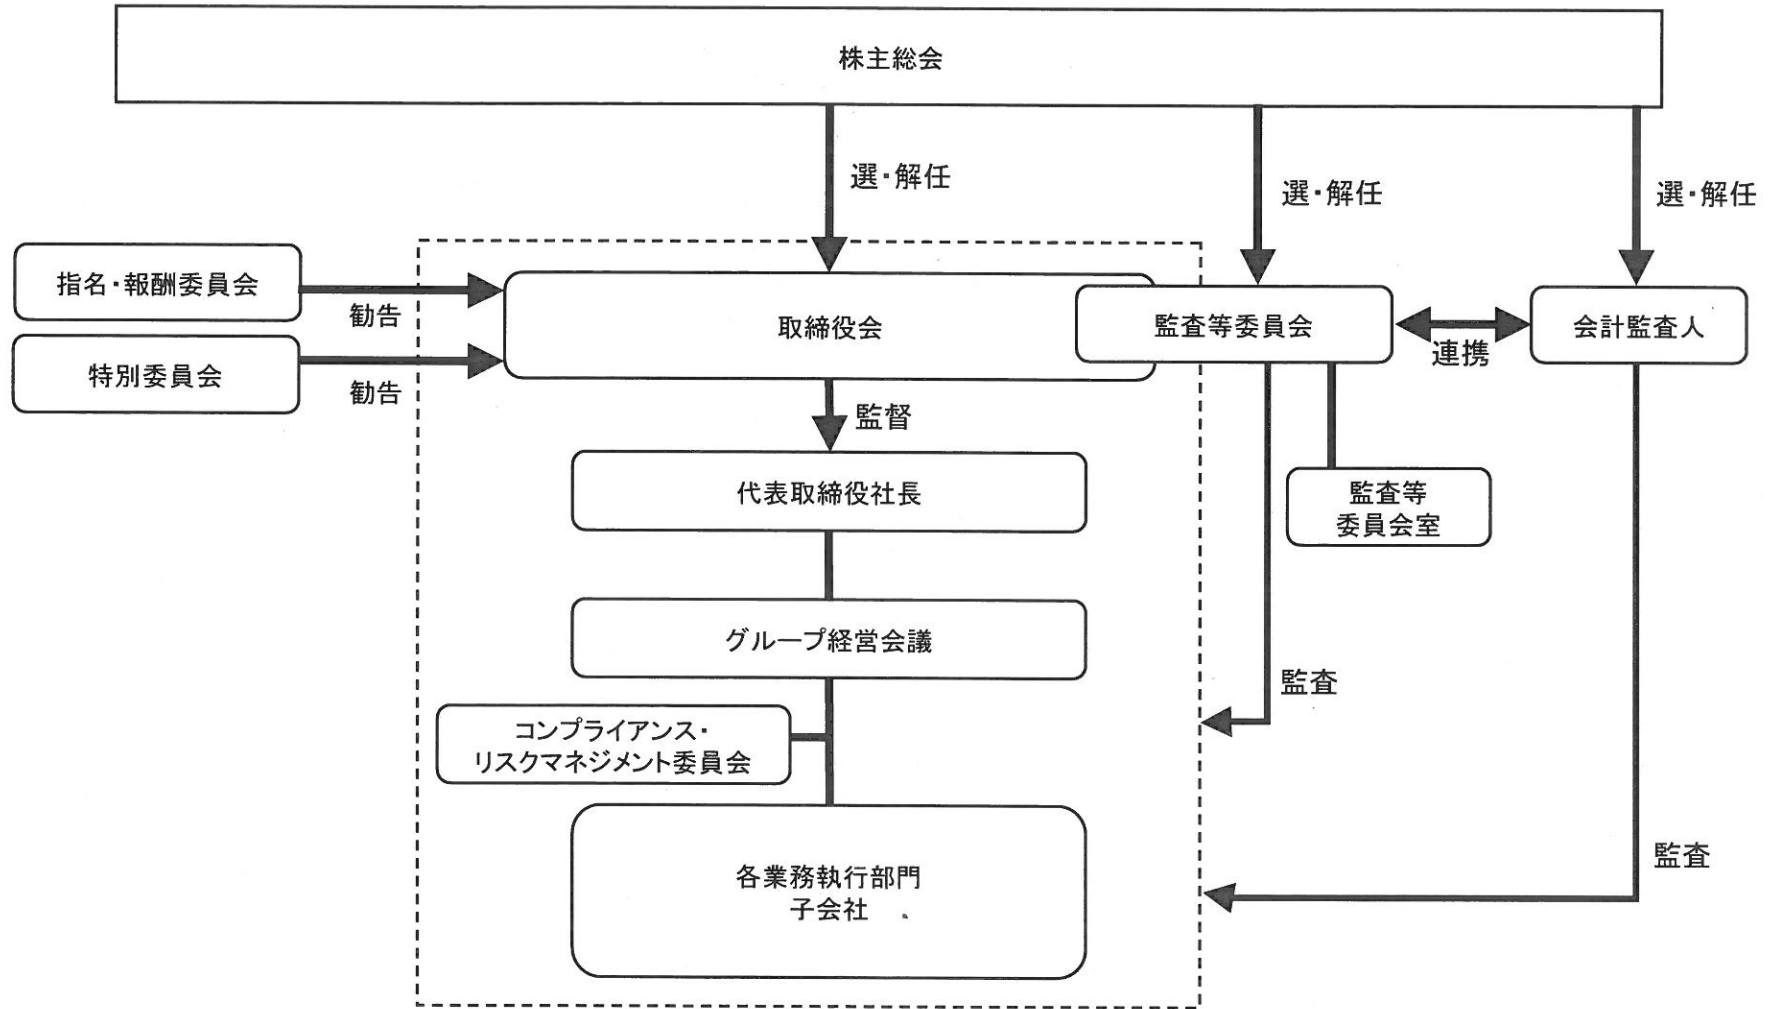 株主総会
選・解任
選・解任
選・解任
指名・報酬委員会
勧告
特別委員会
勧告
取締役会
監査等委員会
連携
会計監査人
監督
代表取締役社長
監査等
委員会室
グループ経営会議
監査
コンプライアンス・
リスクマネジメント委員会
各業務執行部門
子会社
監査